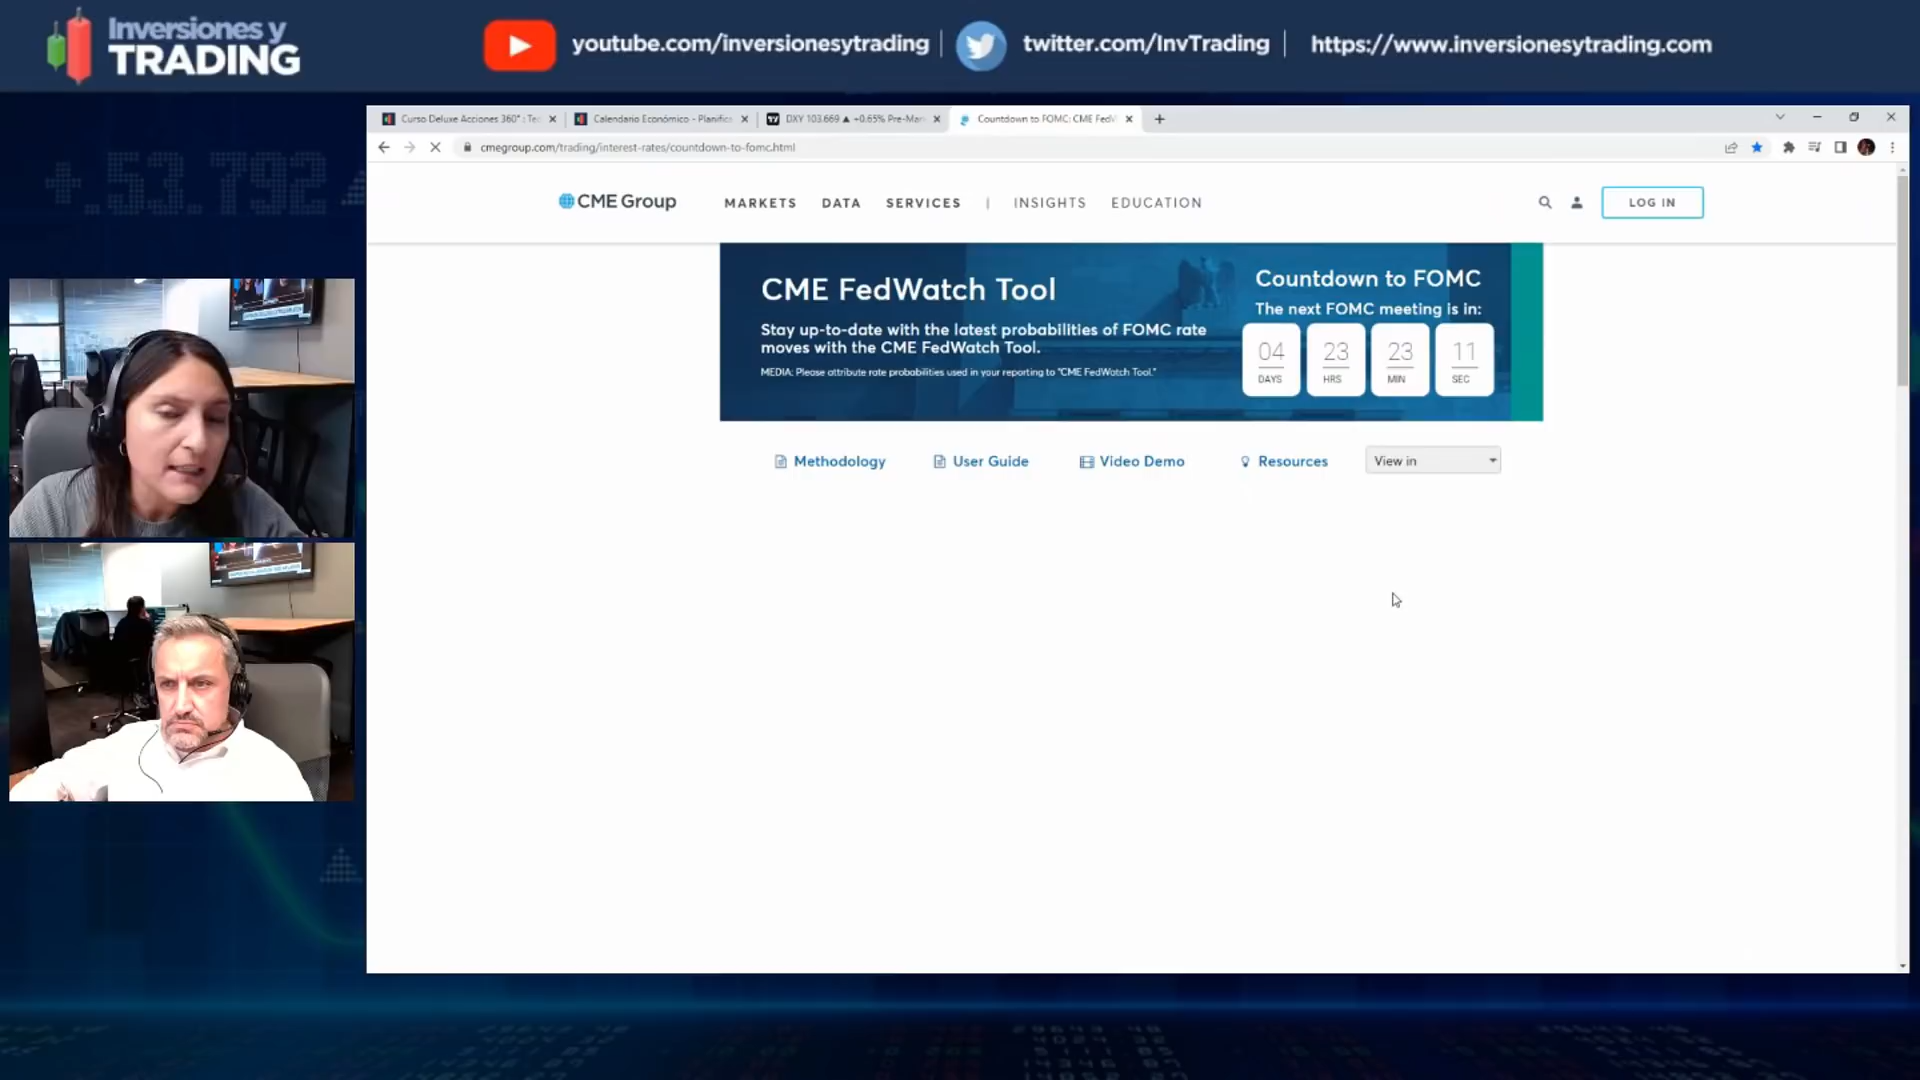 Inversiones y
TRADING
youtube.com/inversionesytrading
twitter.com/InvTrading
https://www.inversionesytrading.com
+.53.792
Curso Deluxe Acciones 360° : Te
Calendario Económico - Planific
DXY 103.669 ▲ +0.65% Pre-Mar
Countdown to FOMC: CME Fed
cmegroup.com/trading/interest-rates/countdown-to-fomc.html
CME Group
MARKETS
DATA
SERVICES
|
INSIGHTS
EDUCATION
LOG IN
CME FedWatch Tool
Stay up-to-date with the latest probabilities of FOMC rate
moves with the CME FedWatch Tool.
MEDIA: Please attribute rate probabilities used in your reporting to "CME FedWatch Tool."
Countdown to FOMC
The next FOMC meeting is in:
04 23 23 11
DAYS HRS MIN SEC
Methodology
User Guide
Video Demo
Resources
View in